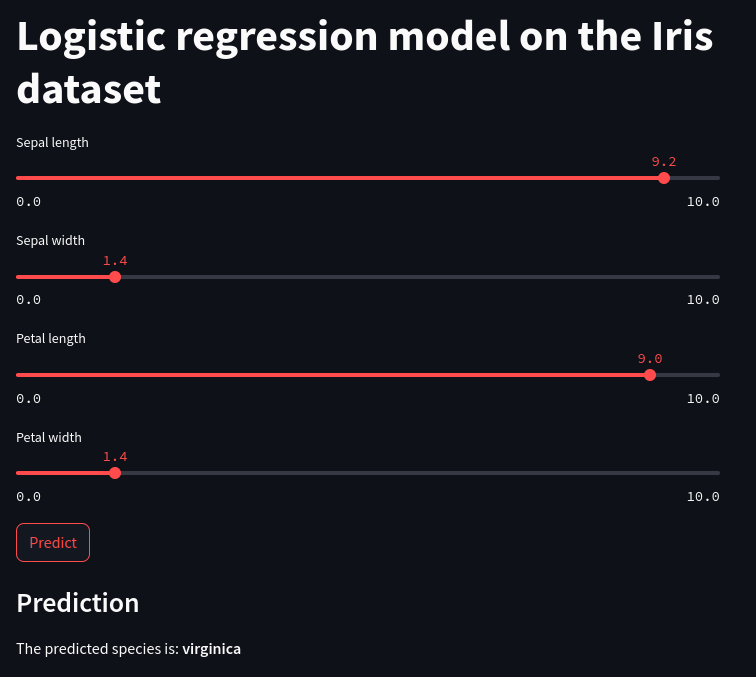 Logistic regression model on the Iris
dataset
Sepal length
9.2
0.0 10.0
Sepal width
1.4
0.0 10.0
Petal length
9.0
0.0 10.0
Petal width
1.4
0.0 10.0
Predict
Prediction
The predicted species is: virginica